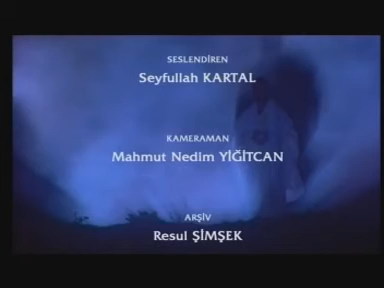 SESLENDİREN
Seyfullah KARTAL
KAMERAMAN
Mahmut Nedim YİĞİTCAN
ARŞİV
Resul ŞİMŞEK